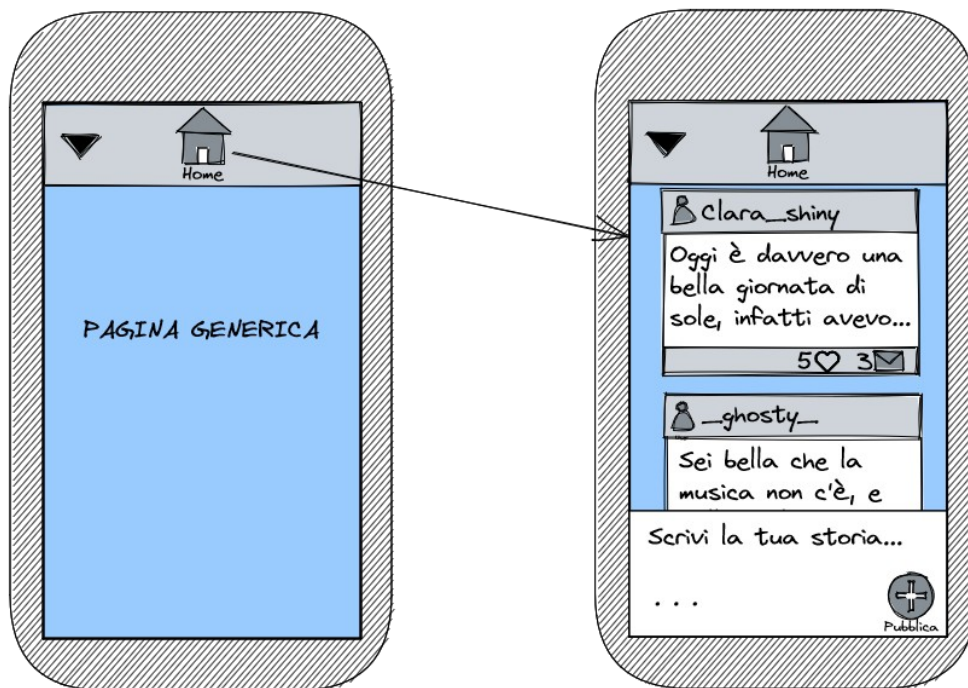 Home
PAGINA GENERICA
Home
Clara_shiny
Oggi è davvero una
bella giornata di
sole, infatti avevo...
5 3
_ghosty_
Sei bella che la
musica non c'è, e
Scrivi la tua storia...
...
Pubblica